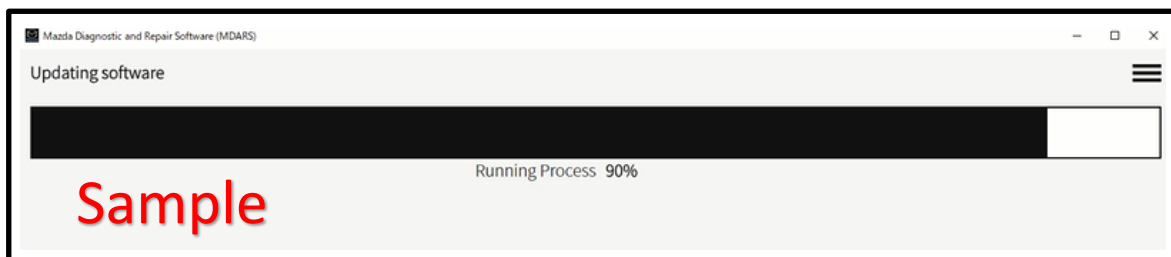 Mazda Diagnostic and Repair Software (MDARS)
Updating software
Running Process 90%
Sample